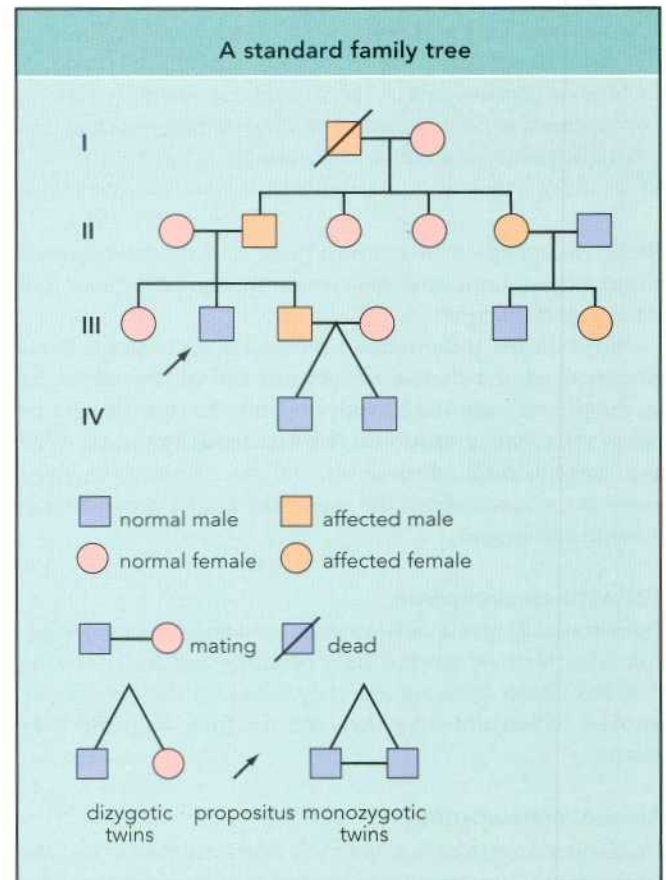 A standard family tree
I
II
III
IV
normal male affected male
normal female affected female
mating dead
dizygotic twins propositus monozygotic twins